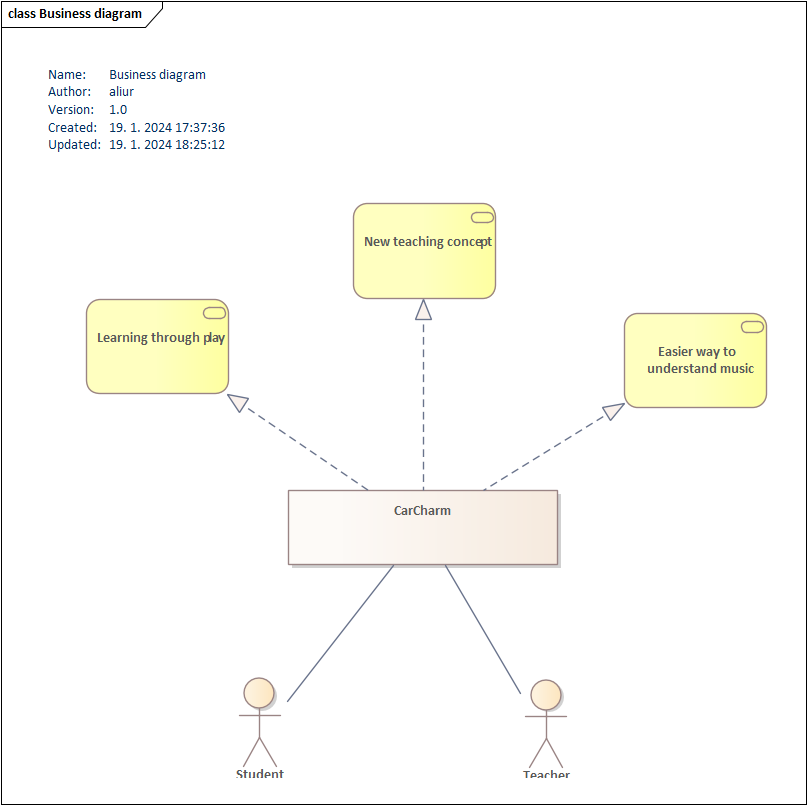 class Business diagram
Name: Business diagram
Author: aliur
Version: 1.0
Created: 19. 1. 2024 17:37:36
Updated: 19. 1. 2024 18:25:12
New teaching concept
Learning through play
Easier way to
understand music
CarCharm
Student
Teacher